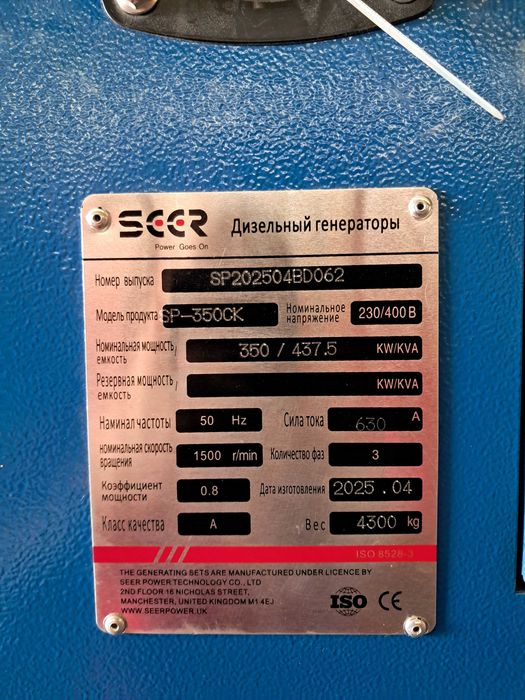 SEER
Power Goes On
Дизельный генераторы
Номер выпуска SP202504BD062
Модель продукта SP-350CK Номинальное напряжение 230/400 В
Номинальная мощность/ емкость 350 / 437.5 KW/KVA
Резервная мощность/ емкость KW/KVA
Наминал частоты 50 Hz Сила тока 630 A
номинальная скорость вращения 1500 r/min Количество фаз 3
Коэффициент мощности 0.8 Дата изготовления 2025.04
Класс качества A Вес 4300 kg
ISO 8528-3
THE GENERATING SETS ARE MANUFACTURED UNDER LICENCE BY
SEER POWER TECHNOLOGY CO., LTD
2ND FLOOR 16 NICHOLAS STREET,
MANCHESTER, UNITED KINGDOM M1 4EJ
WWW.SEERPOWER.UK
ISO CE